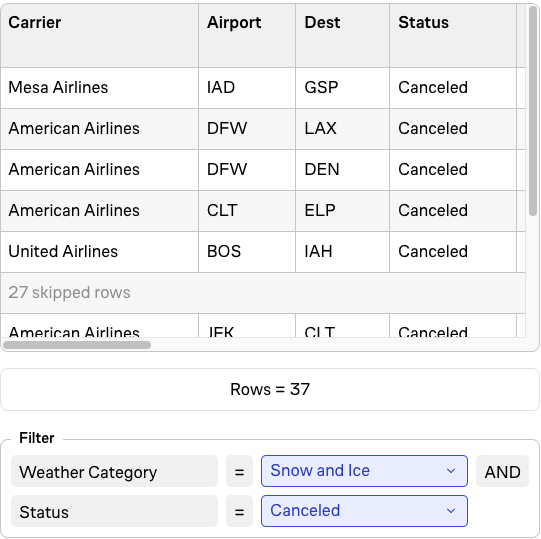 Carrier Airport Dest Status
Mesa Airlines IAD GSP Canceled
American Airlines DFW LAX Canceled
American Airlines DFW DEN Canceled
American Airlines CLT ELP Canceled
United Airlines BOS IAH Canceled
27 skipped rows
American Airlines JFK CLT Canceled
Rows = 37
Filter
Weather Category = Snow and Ice AND
Status = Canceled